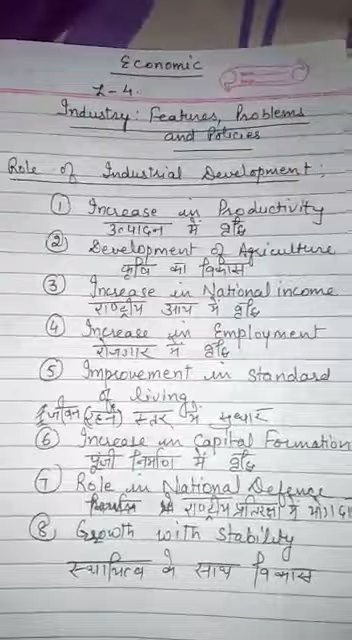 Economic
L-4.
Industry: Features, Problems
and Policies
Role of Industrial Development:
① Increase in Productivity
उत्पादन में वृद्धि
② Development of Agriculture
कृषि का विकास
③ Increase in National income
राष्ट्रीय आय में वृद्धि
④ Increase in Employment
रोजगार में वृद्धि
⑤ Improvement in Standard
of living
जीवन (रहन) स्तर में सुधार
⑥ Increase in Capital Formation
पूंजी निर्माण में वृद्धि
⑦ Role in National Defence
राष्ट्रीय प्रतिरक्षा में
⑧ Growth with Stability
स्थायित्व के साथ विकास